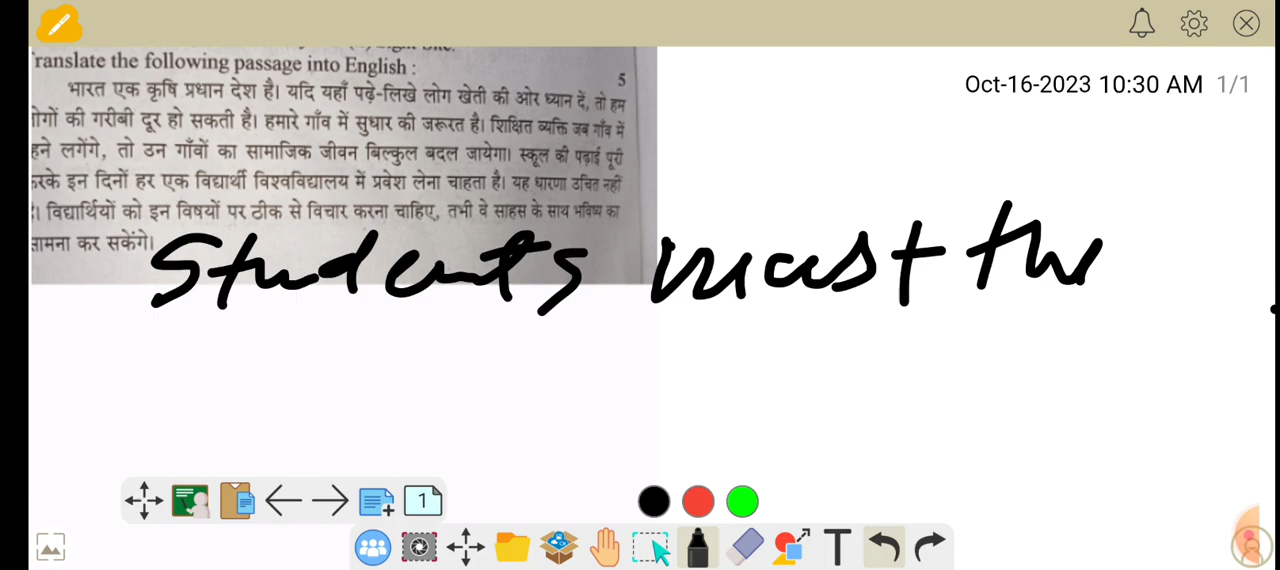 Translate the following passage into English :
5
भारत एक कृषि प्रधान देश है। यदि यहाँ पढ़े-लिखे लोग खेती की ओर ध्यान दें, तो हम
ोगों की गरीबी दूर हो सकती है। हमारे गाँव में सुधार की जरूरत है। शिक्षित व्यक्ति जब गाँव में
हने लगेंगे, तो उन गाँवों का सामाजिक जीवन बिल्कुल बदल जायेगा। स्कूल की पढ़ाई पूरी
रके इन दिनों हर एक विद्यार्थी विश्वविद्यालय में प्रवेश लेना चाहता है। यह धारणा उचित नहीं
है। विद्यार्थियों को इन विषयों पर ठीक से विचार करना चाहिए, तभी वे साहस के साथ भविष्य का
ामना कर सकेंगे।
Students must the
Oct-16-2023 10:30 AM 1/1
1
T